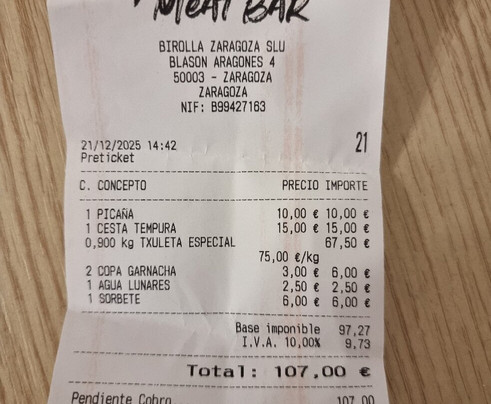 MEAT BAR
BIROLLA ZARAGOZA SLU
BLASON ARAGONES 4
50003 - ZARAGOZA
ZARAGOZA
NIF: B99427163
21/12/2025 14:42 21
Preticket
C. CONCEPTO PRECIO IMPORTE
1 PICAÑA 10,00 € 10,00 €
1 CESTA TEMPURA 15,00 € 15,00 €
0,900 kg TXULETA ESPECIAL 67,50 €
75,00 €/kg
2 COPA GARNACHA 3,00 € 6,00 €
1 AGUA LUNARES 2,50 € 2,50 €
1 SORBETE 6,00 € 6,00 €
Base imponible 97,27
I.V.A. 10,00% 9,73
Total: 107,00 €
Pendiente Cobro 107,00